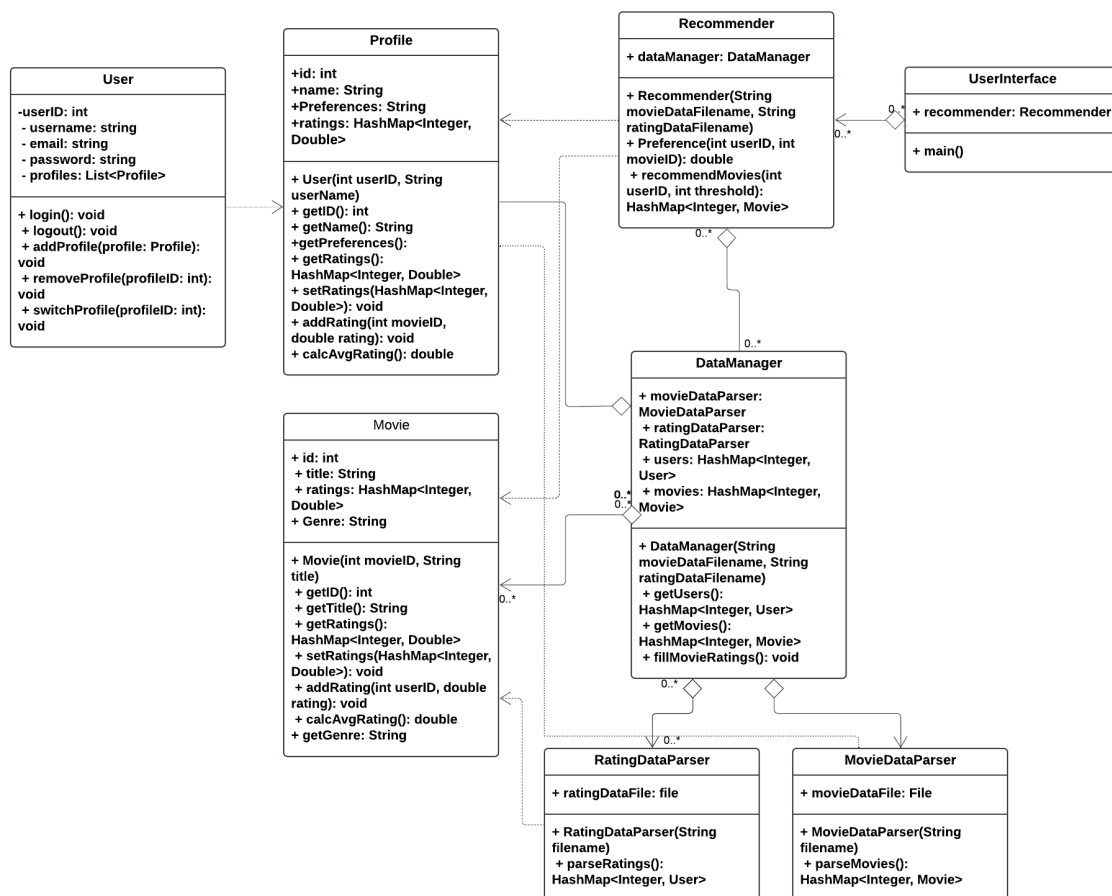 User
-userID: int
- username: string
- email: string
- password: string
- profiles: List<Profile>
+ login(): void
+ logout(): void
+ addProfile(profile: Profile):
void
+ removeProfile(profileID: int):
void
+ switchProfile(profileID: int):
void
Profile
+id: int
+name: String
+Preferences: String
+ratings: HashMap<Integer,
Double>
+ User(int userID, String
userName)
+ getID(): int
+ getName(): String
+getPreferences():
+ getRatings():
HashMap<Integer, Double>
+ setRatings(HashMap<Integer,
Double>): void
+ addRating(int movieID,
double rating): void
+ calcAvgRating(): double
Recommender
+ dataManager: DataManager
+ Recommender(String
movieDataFilename, String
ratingDataFilename)
+ Preference(int userID, int
movieID): double
+ recommendMovies(int
userID, int threshold):
HashMap<Integer, Movie>
0..*
0..*
0..*
UserInterface
+ recommender: Recommender
+ main()
0..*
DataManager
+ movieDataParser:
MovieDataParser
+ ratingDataParser:
RatingDataParser
+ users: HashMap<Integer,
User>
+ movies: HashMap<Integer,
Movie>
+ DataManager(String
movieDataFilename, String
ratingDataFilename)
+ getUsers():
HashMap<Integer, User>
+ getMovies():
HashMap<Integer, Movie>
+ fillMovieRatings(): void
0..*
0..*
0..*
Movie
+ id: int
+ title: String
+ ratings: HashMap<Integer,
Double>
+ Genre: String
+ Movie(int movieID, String
title)
+ getID(): int
+ getTitle(): String
+ getRatings():
HashMap<Integer, Double>
+ setRatings(HashMap<Integer,
Double>): void
+ addRating(int userID, double
rating): void
+ calcAvgRating(): double
+ getGenre: String
0..*
0..*
RatingDataParser
+ ratingDataFile: file
+ RatingDataParser(String
filename)
+ parseRatings():
HashMap<Integer, User>
MovieDataParser
+ movieDataFile: File
+ MovieDataParser(String
filename)
+ parseMovies():
HashMap<Integer, Movie>